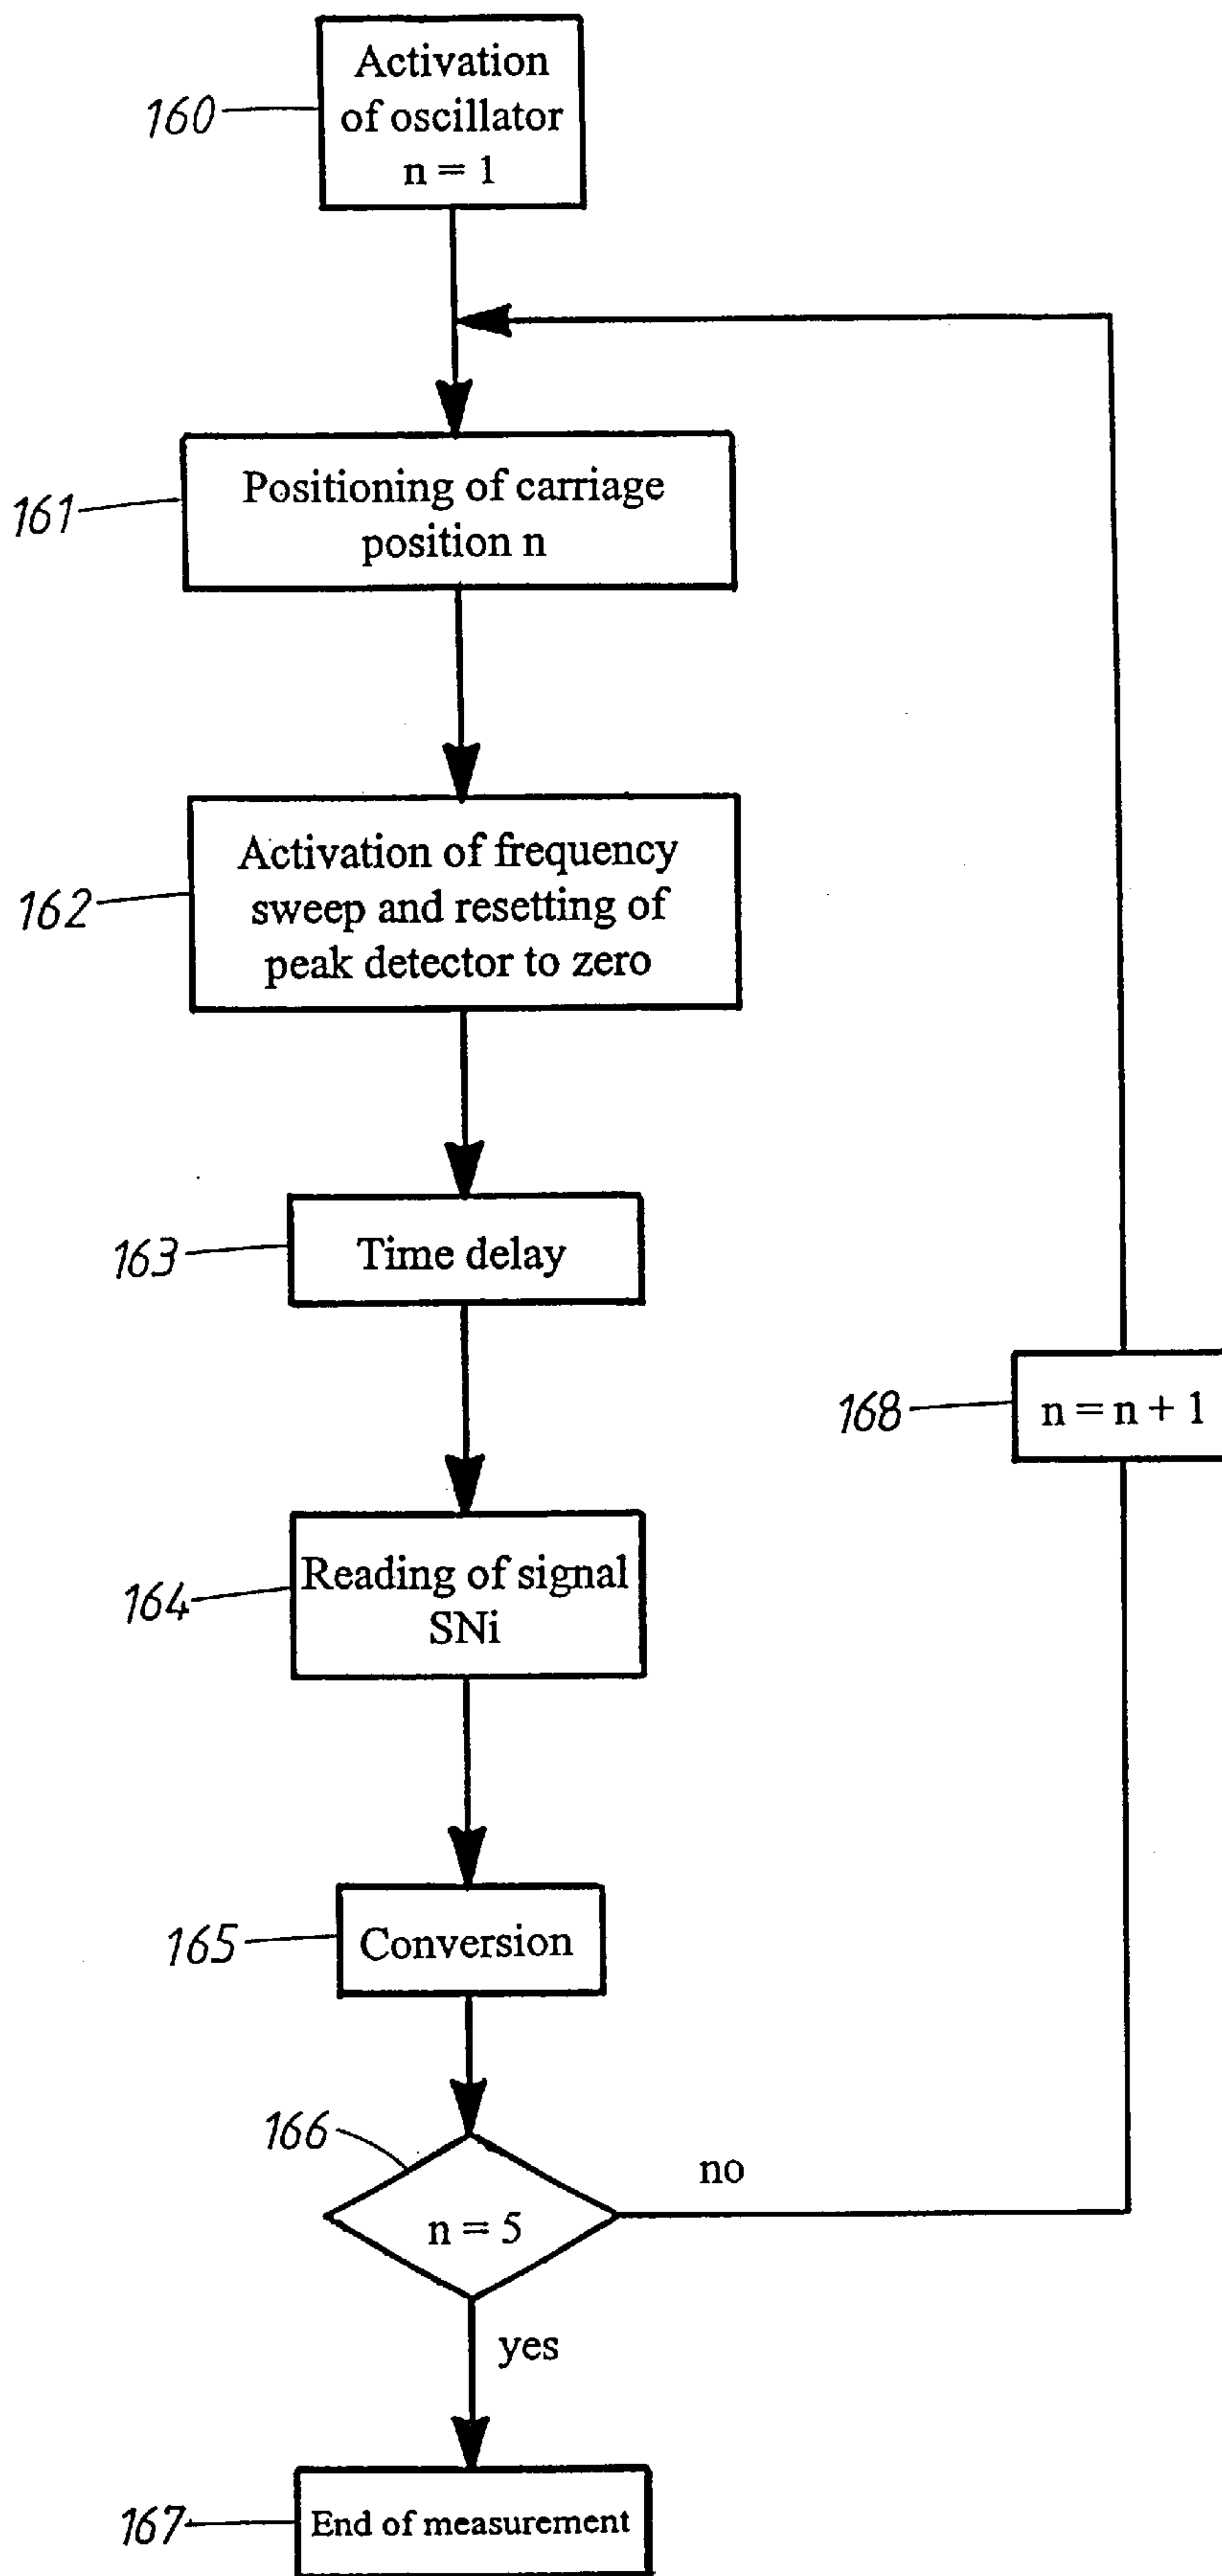 160
Activation
of oscillator
n = 1
161
Positioning of carriage
position n
162
Activation of frequency
sweep and resetting of
peak detector to zero
163
Time delay
168
n = n + 1
164
Reading of signal
SNi
165
Conversion
166
n = 5
no
yes
167
End of measurement